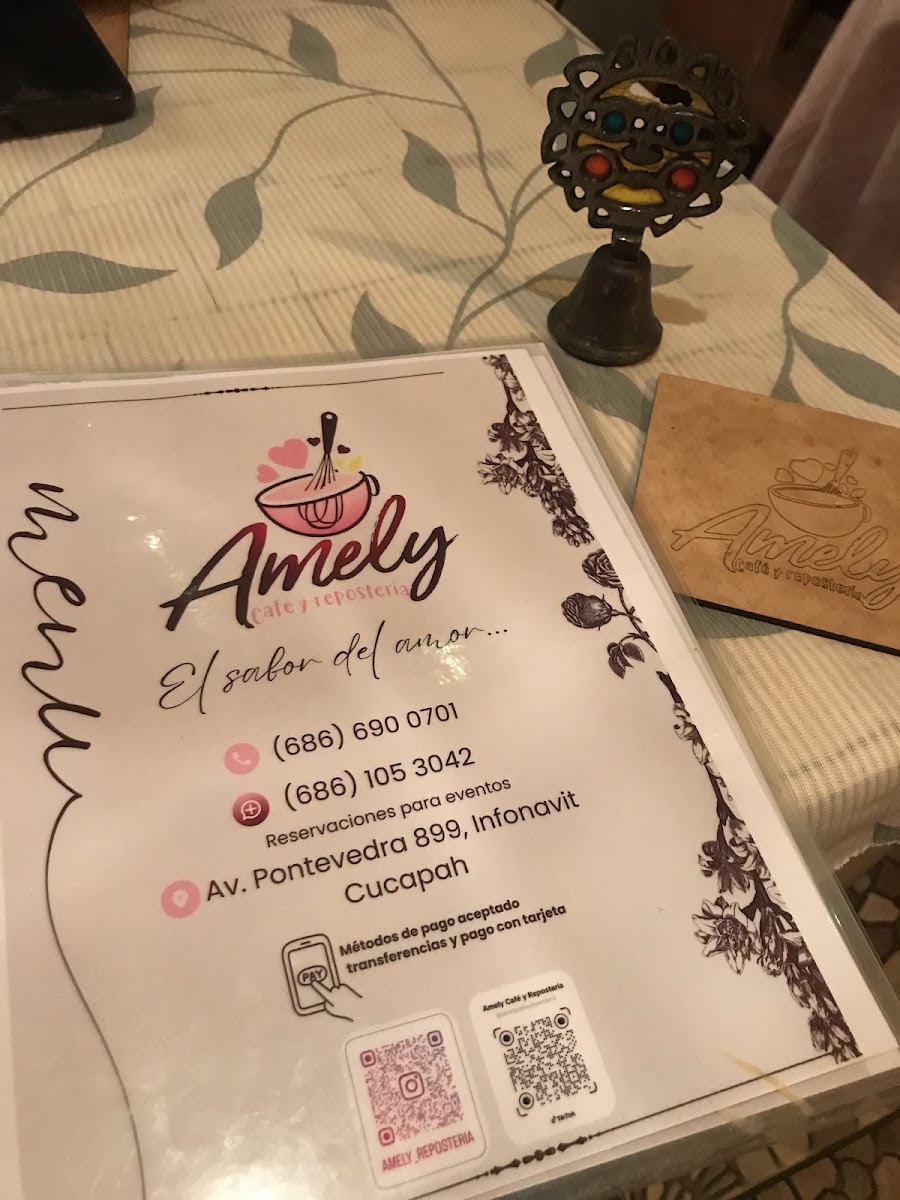 menu
Amely
Café y repostería
El sabor del amor...
(686) 690 0701
(686) 105 3042
Reservaciones para eventos
Av. Pontevedra 899, Infonavit
Cucapah
Métodos de pago aceptado
transferencias y pago con tarjeta
PAY
AMELY_REPOSTERIA
Amely Café y Repostería
TikTok
Amely
Café y repostería